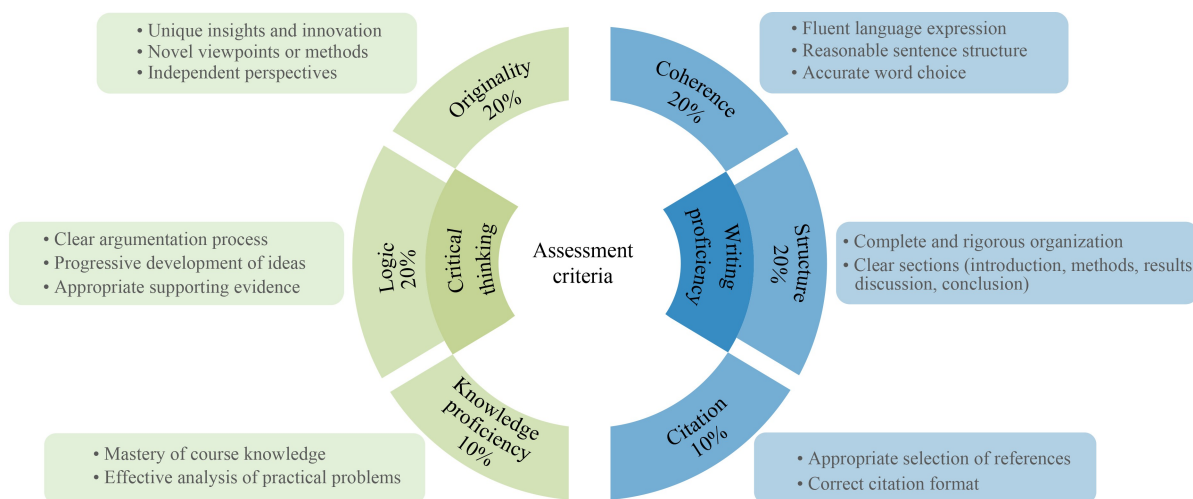 • Unique insights and innovation
• Novel viewpoints or methods
• Independent perspectives
Originality
20%
• Clear argumentation process
• Progressive development of ideas
• Appropriate supporting evidence
Logic
20%
Critical
thinking
• Mastery of course knowledge
• Effective analysis of practical problems
Knowledge
proficiency
10%
Assessment
criteria
• Fluent language expression
• Reasonable sentence structure
• Accurate word choice
Coherence
20%
Writing
proficiency
Structure
20%
• Complete and rigorous organization
• Clear sections (introduction, methods, results
discussion, conclusion)
Citation
10%
• Appropriate selection of references
• Correct citation format